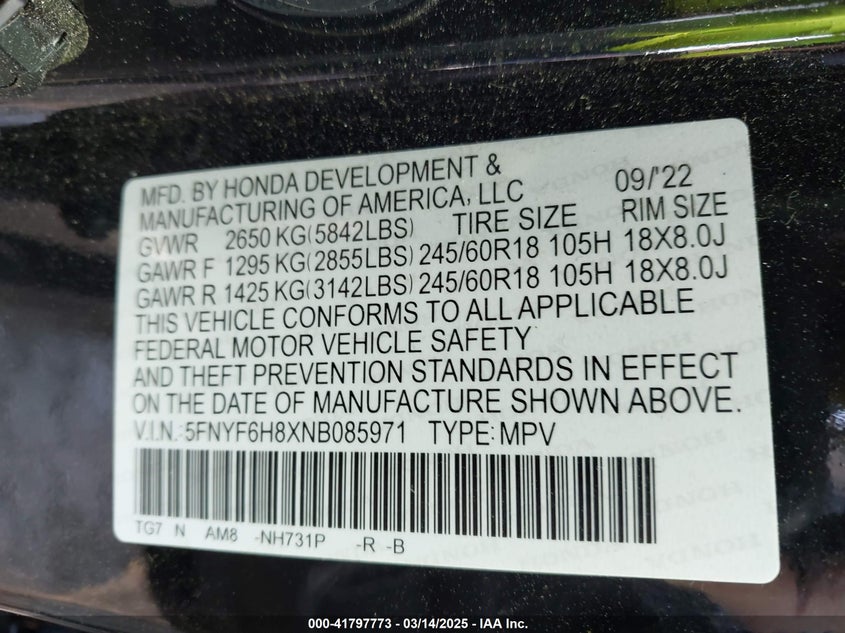 MFD. BY HONDA DEVELOPMENT & 09/'22
MANUFACTURING OF AMERICA, LLC
GVWR 2650 KG(5842LBS) TIRE SIZE RIM SIZE
GAWR F 1295 KG(2855LBS) 245/60R18 105H 18X8.0J
GAWR R 1425 KG(3142LBS) 245/60R18 105H 18X8.0J
THIS VEHICLE CONFORMS TO ALL APPLICABLE
FEDERAL MOTOR VEHICLE SAFETY
AND THEFT PREVENTION STANDARDS IN EFFECT
ON THE DATE OF MANUFACTURE SHOWN ABOVE.
V.I.N.:5FNYF6H8XNB085971 TYPE:MPV
TG7 N AM8 -NH731P -R -B
000-41797773 - 03/14/2025 - IAA Inc.